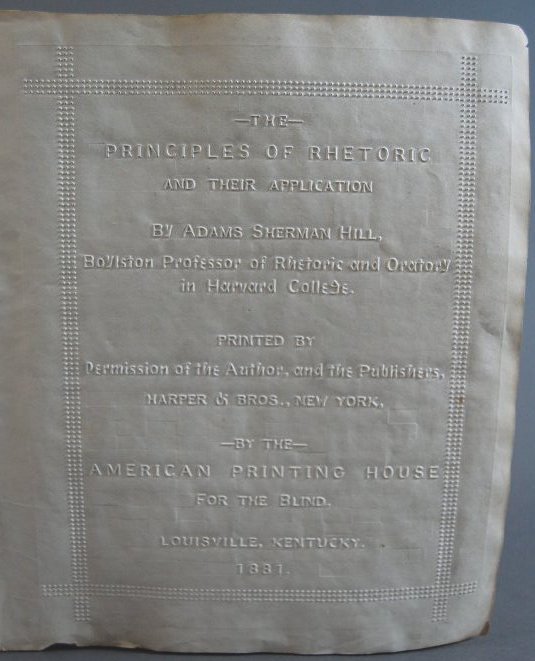 —THE—
PRINCIPLES OF RHETORIC
AND THEIR APPLICATION
By ADAMS SHERMAN HILL,
Boylston Professor of Rhetoric and Oratory
in Harvard College.
PRINTED BY
Permission of the Author, and the Publishers,
HARPER & BROS., NEW YORK,
—BY THE—
AMERICAN PRINTING HOUSE
FOR THE BLIND.
LOUISVILLE, KENTUCKY.
1881.